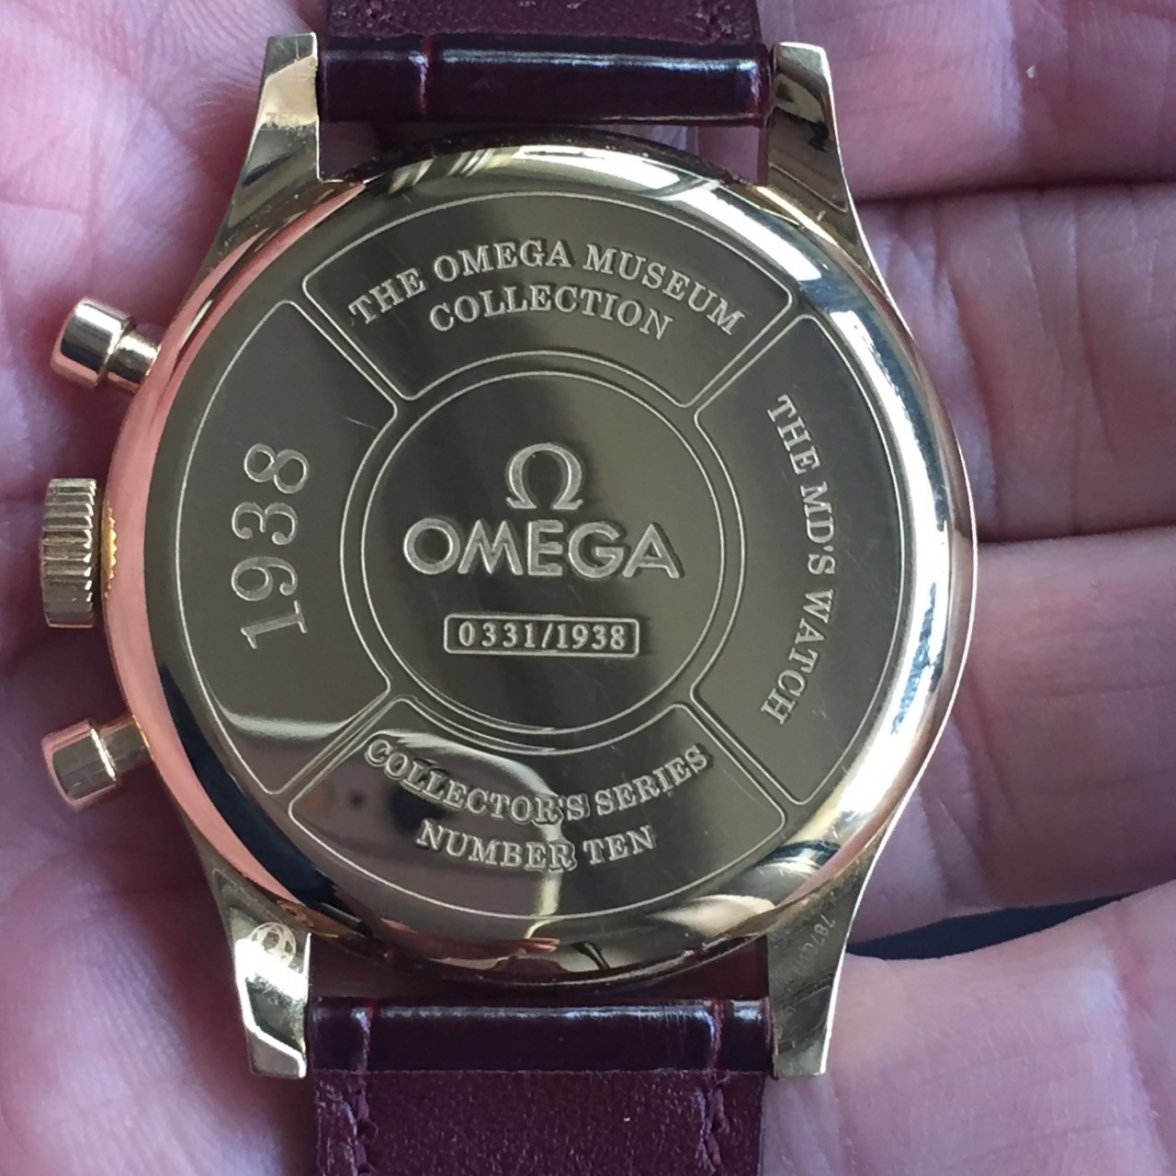 THE OMEGA MUSEUM
COLLECTION
1938
THE MD'S WATCH
Ω
OMEGA
0331/1938
COLLECTOR'S SERIES
NUMBER TEN